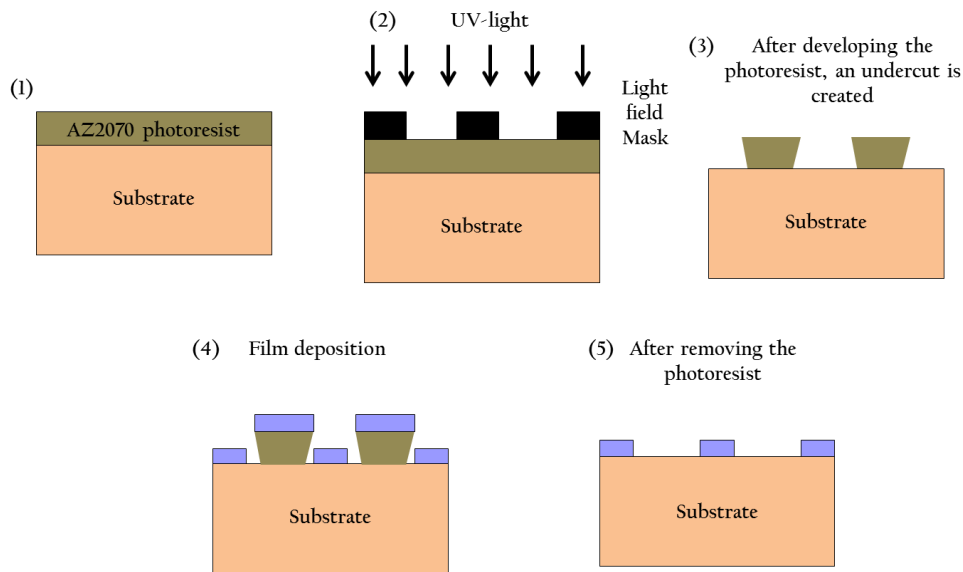 (1)
AZ2070 photoresist
Substrate
(2) UV-light
Light
field
Mask
Substrate
(3) After developing the
photoresist, an undercut is
created
Substrate
(4) Film deposition
Substrate
(5) After removing the
photoresist
Substrate